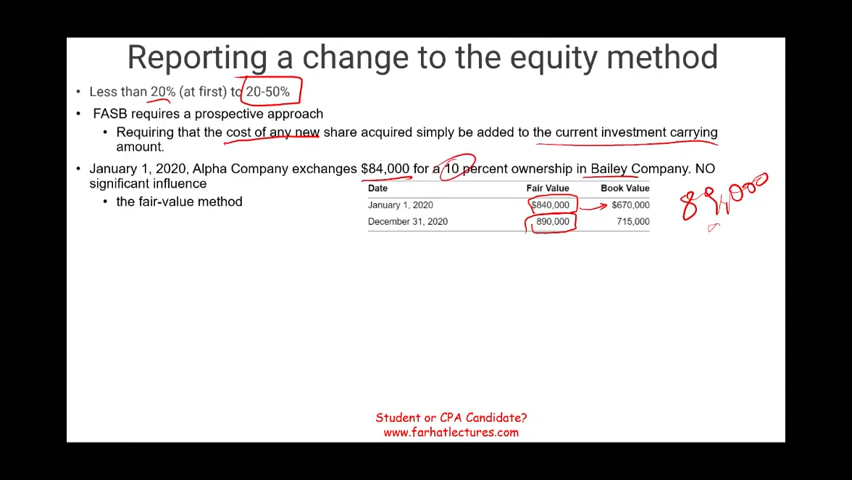 Reporting a change to the equity method
• Less than 20% (at first) to 20-50%
• FASB requires a prospective approach
• Requiring that the cost of any new share acquired simply be added to the current investment carrying
amount.
• January 1, 2020, Alpha Company exchanges $84,000 for a 10 percent ownership in Bailey Company. NO
significant influence
• the fair-value method
Date Fair Value Book Value
January 1, 2020 $840,000 $670,000
December 31, 2020 890,000 715,000
89,000
Student or CPA Candidate?
www.farhatlectures.com